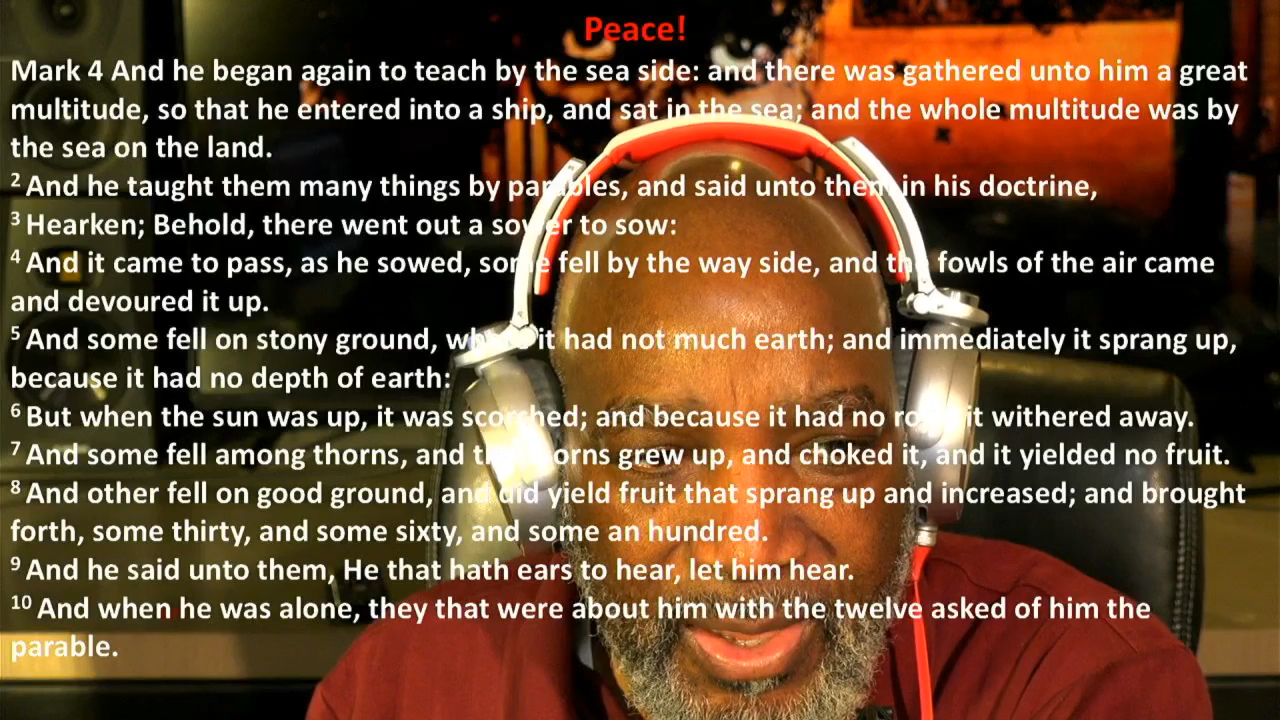 Peace!
Mark 4 And he began again to teach by the sea side: and there was gathered unto him a great
multitude, so that he entered into a ship, and sat in the sea; and the whole multitude was by
the sea on the land.
2 And he taught them many things by parables, and said unto them in his doctrine,
3 Hearken; Behold, there went out a sower to sow:
4 And it came to pass, as he sowed, some fell by the way side, and the fowls of the air came
and devoured it up.
5 And some fell on stony ground, where it had not much earth; and immediately it sprang up,
because it had no depth of earth:
6 But when the sun was up, it was scorched; and because it had no root, it withered away.
7 And some fell among thorns, and the thorns grew up, and choked it, and it yielded no fruit.
8 And other fell on good ground, and did yield fruit that sprang up and increased; and brought
forth, some thirty, and some sixty, and some an hundred.
9 And he said unto them, He that hath ears to hear, let him hear.
10 And when he was alone, they that were about him with the twelve asked of him the
parable.